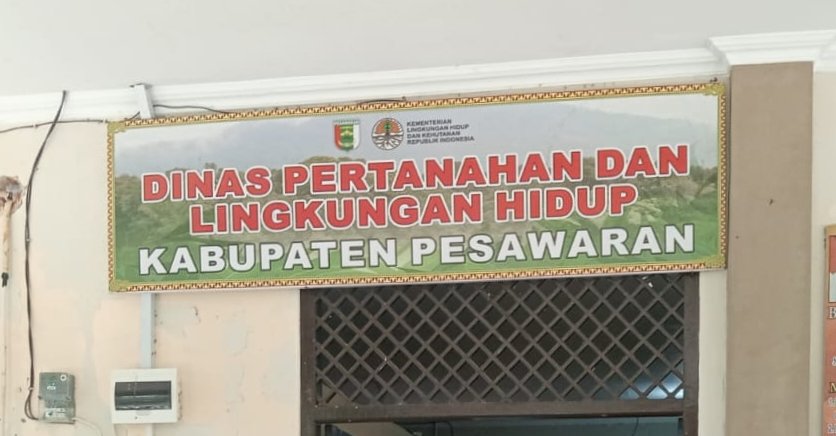 KEMENTERIAN
LINGKUNGAN HIDUP
DAN KEHUTANAN
REPUBLIK INDONESIA
DINAS PERTANAHAN DAN
LINGKUNGAN HIDUP
KABUPATEN PESAWARAN